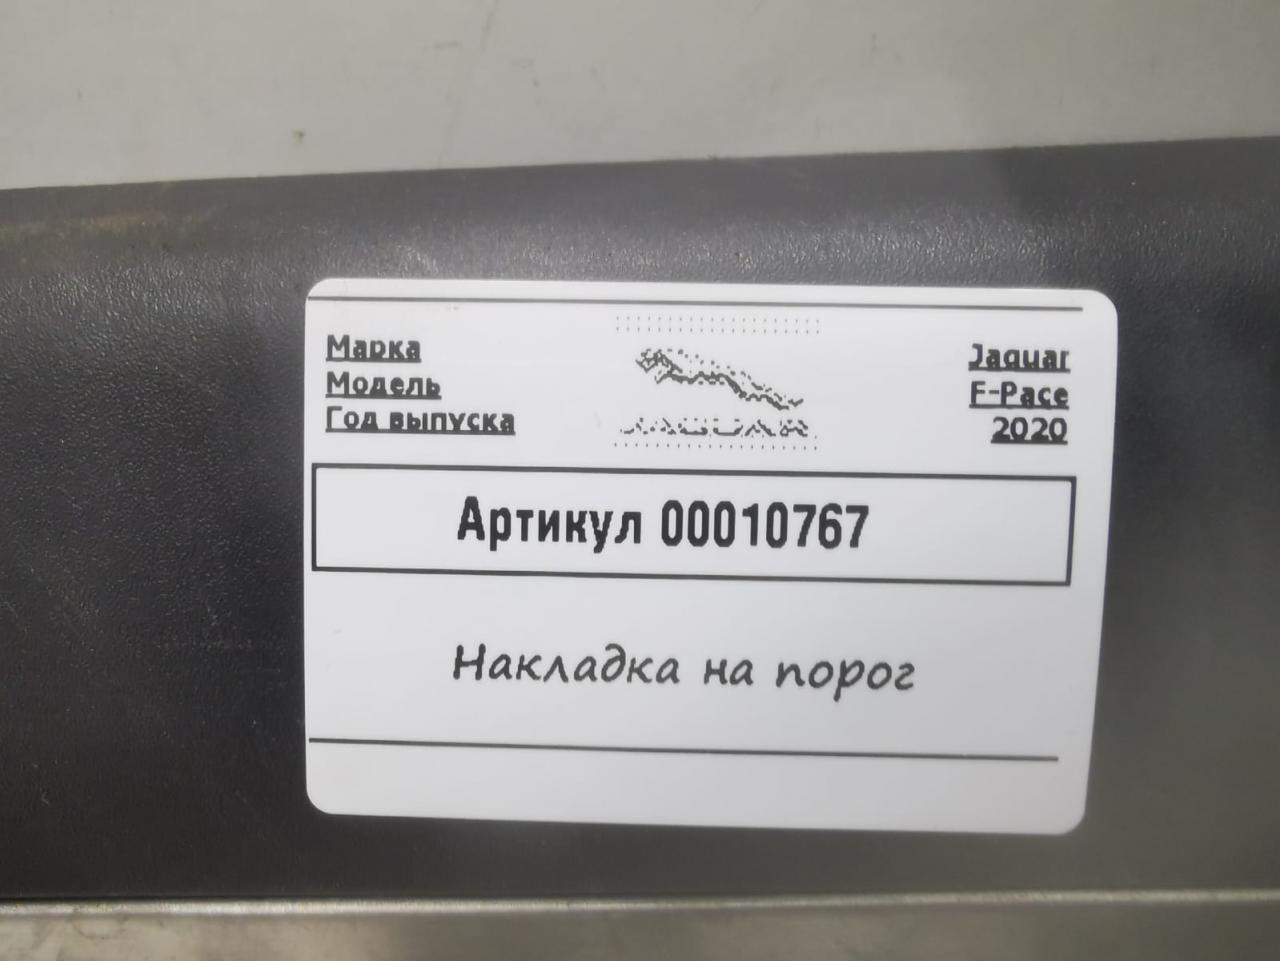 Марка
Модель
Год выпуска
JAGUAR
Jaguar
F-Pace
2020
Артикул 00010767
Накладка на порог